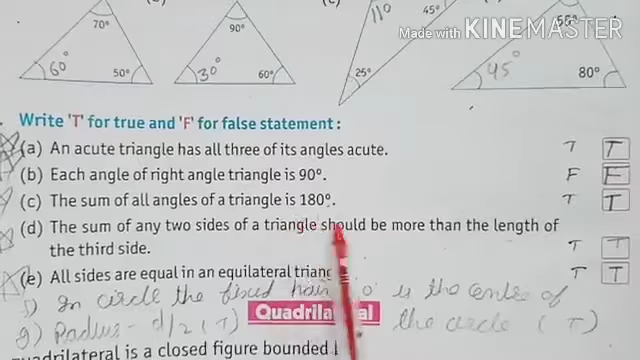 70° 90° 11° 45° 55°
Made with KINEMASTER
60° 50° 30° 60° 25° 45° 80°
Write 'T' for true and 'F' for false statement:
(a) An acute triangle has all three of its angles acute. T T
(b) Each angle of right angle triangle is 90°. F F
(c) The sum of all angles of a triangle is 180°. T T
(d) The sum of any two sides of a triangle should be more than the length of
the third side. T T
(e) All sides are equal in an equilateral triang T T
In circle the fixed o is the centre of
Quadrila al
g) Radius - d/2 (T) the circle (T)
adrilateral is a closed figure bounded